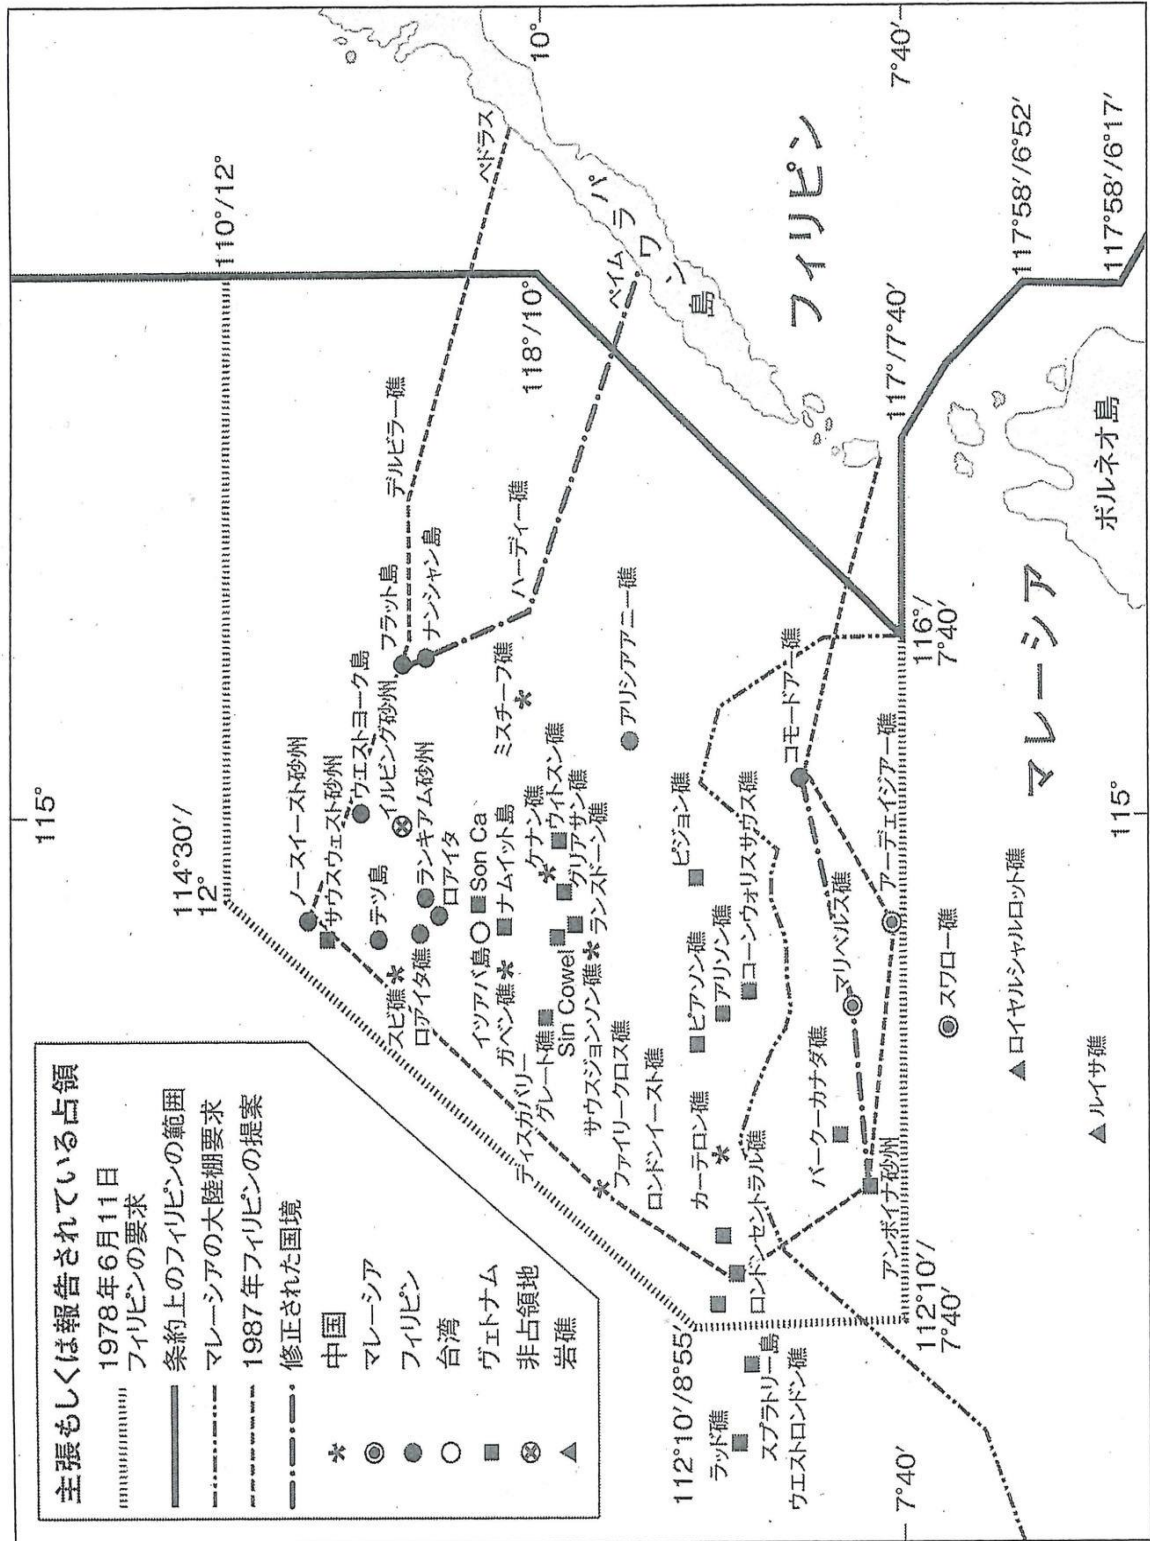 主張もしくは報告されている占領
1978年6月11日
フィリピンの要求
条約上のフィリピンの範囲
マレーシアの大陸棚要求
1987年フィリピンの提案
修正された国境
中国
マレーシア
フィリピン
台湾
ヴェトナム
非占領地
岩礁
115°
114°30′/
12°
110°/12°
ノースイースト砂州
サウスウェスト砂州
ウエストヨーク島
イルビング砂州
フラット島
ナンシャン島
デルビラー礁
ペドラス
テツ島
スビ礁
ランキアム砂州
ロアイタ
ロアイタ礁
イツアバ島
Son Ca
ナムイット島
ガベン礁
ミスチーフ礁
ハーディー礁
118°/10°
10°
ペイム
パラワン島
ディスカバリー
グレート礁
ケナン礁
ウィトスン礁
グリアサン礁
ランスドーン礁
Sin Cowel
サウスジョンソン礁
ファイリークロス礁
ロンドンイースト礁
アリシアアニー礁
112°10′/8°55′
カーテロン礁
ピアソン礁
アリソン礁
コーンウォリスサウス礁
ピジョン礁
コモードアー礁
フィリピン
ラッド礁
スプラトリー島
ウエストロンドン礁
ロンドンセントラル礁
バークーカナダ礁
マリベルス礁
アンボイナ砂州
アーデェイジアー礁
7°40′
112°10′/
7°40′
116°/
7°40′
117°/7°40′
7°40′
スワロー礁
ロイヤルシャルロット礁
ルイサ礁
マレーシア
ボルネオ島
117°58′/6°52′
117°58′/6°17′
115°